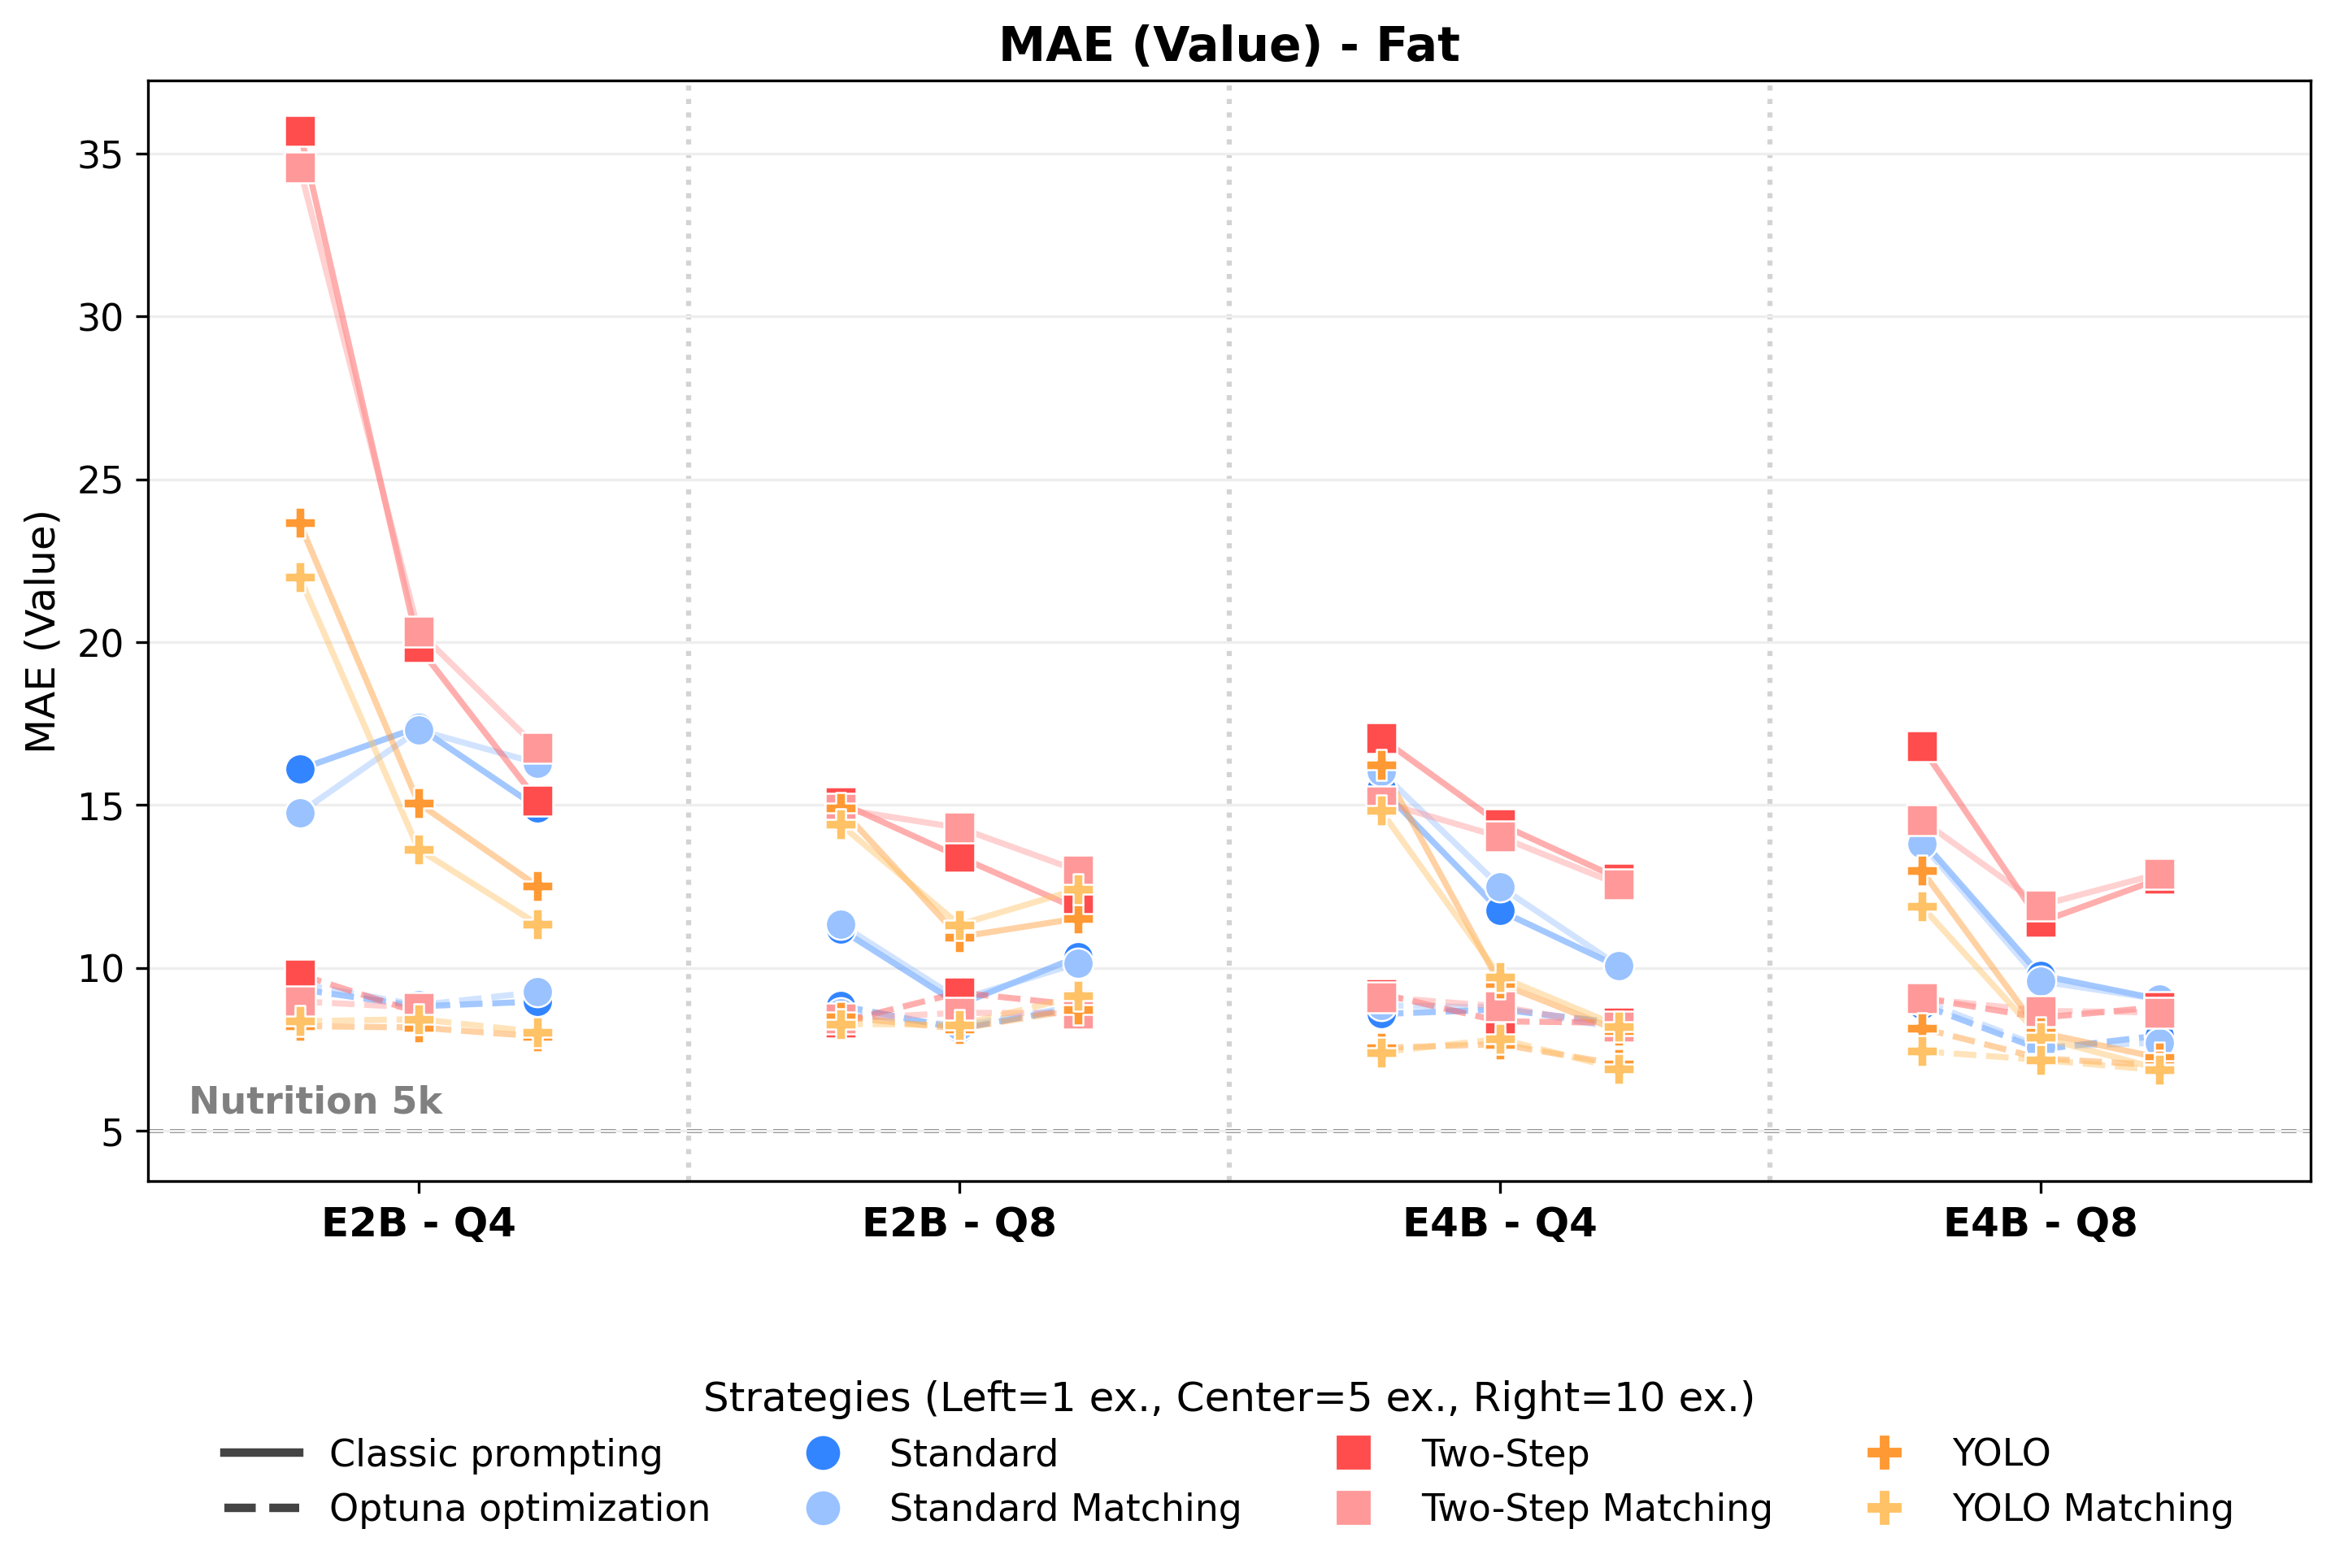 MAE (Value) - Fat
MAE (Value)
35
30
25
20
15
10
5
Nutrition 5k
E2B - Q4
E2B - Q8
E4B - Q4
E4B - Q8
Strategies (Left=1 ex., Center=5 ex., Right=10 ex.)
Classic prompting
Standard
Two-Step
YOLO
Optuna optimization
Standard Matching
Two-Step Matching
YOLO Matching